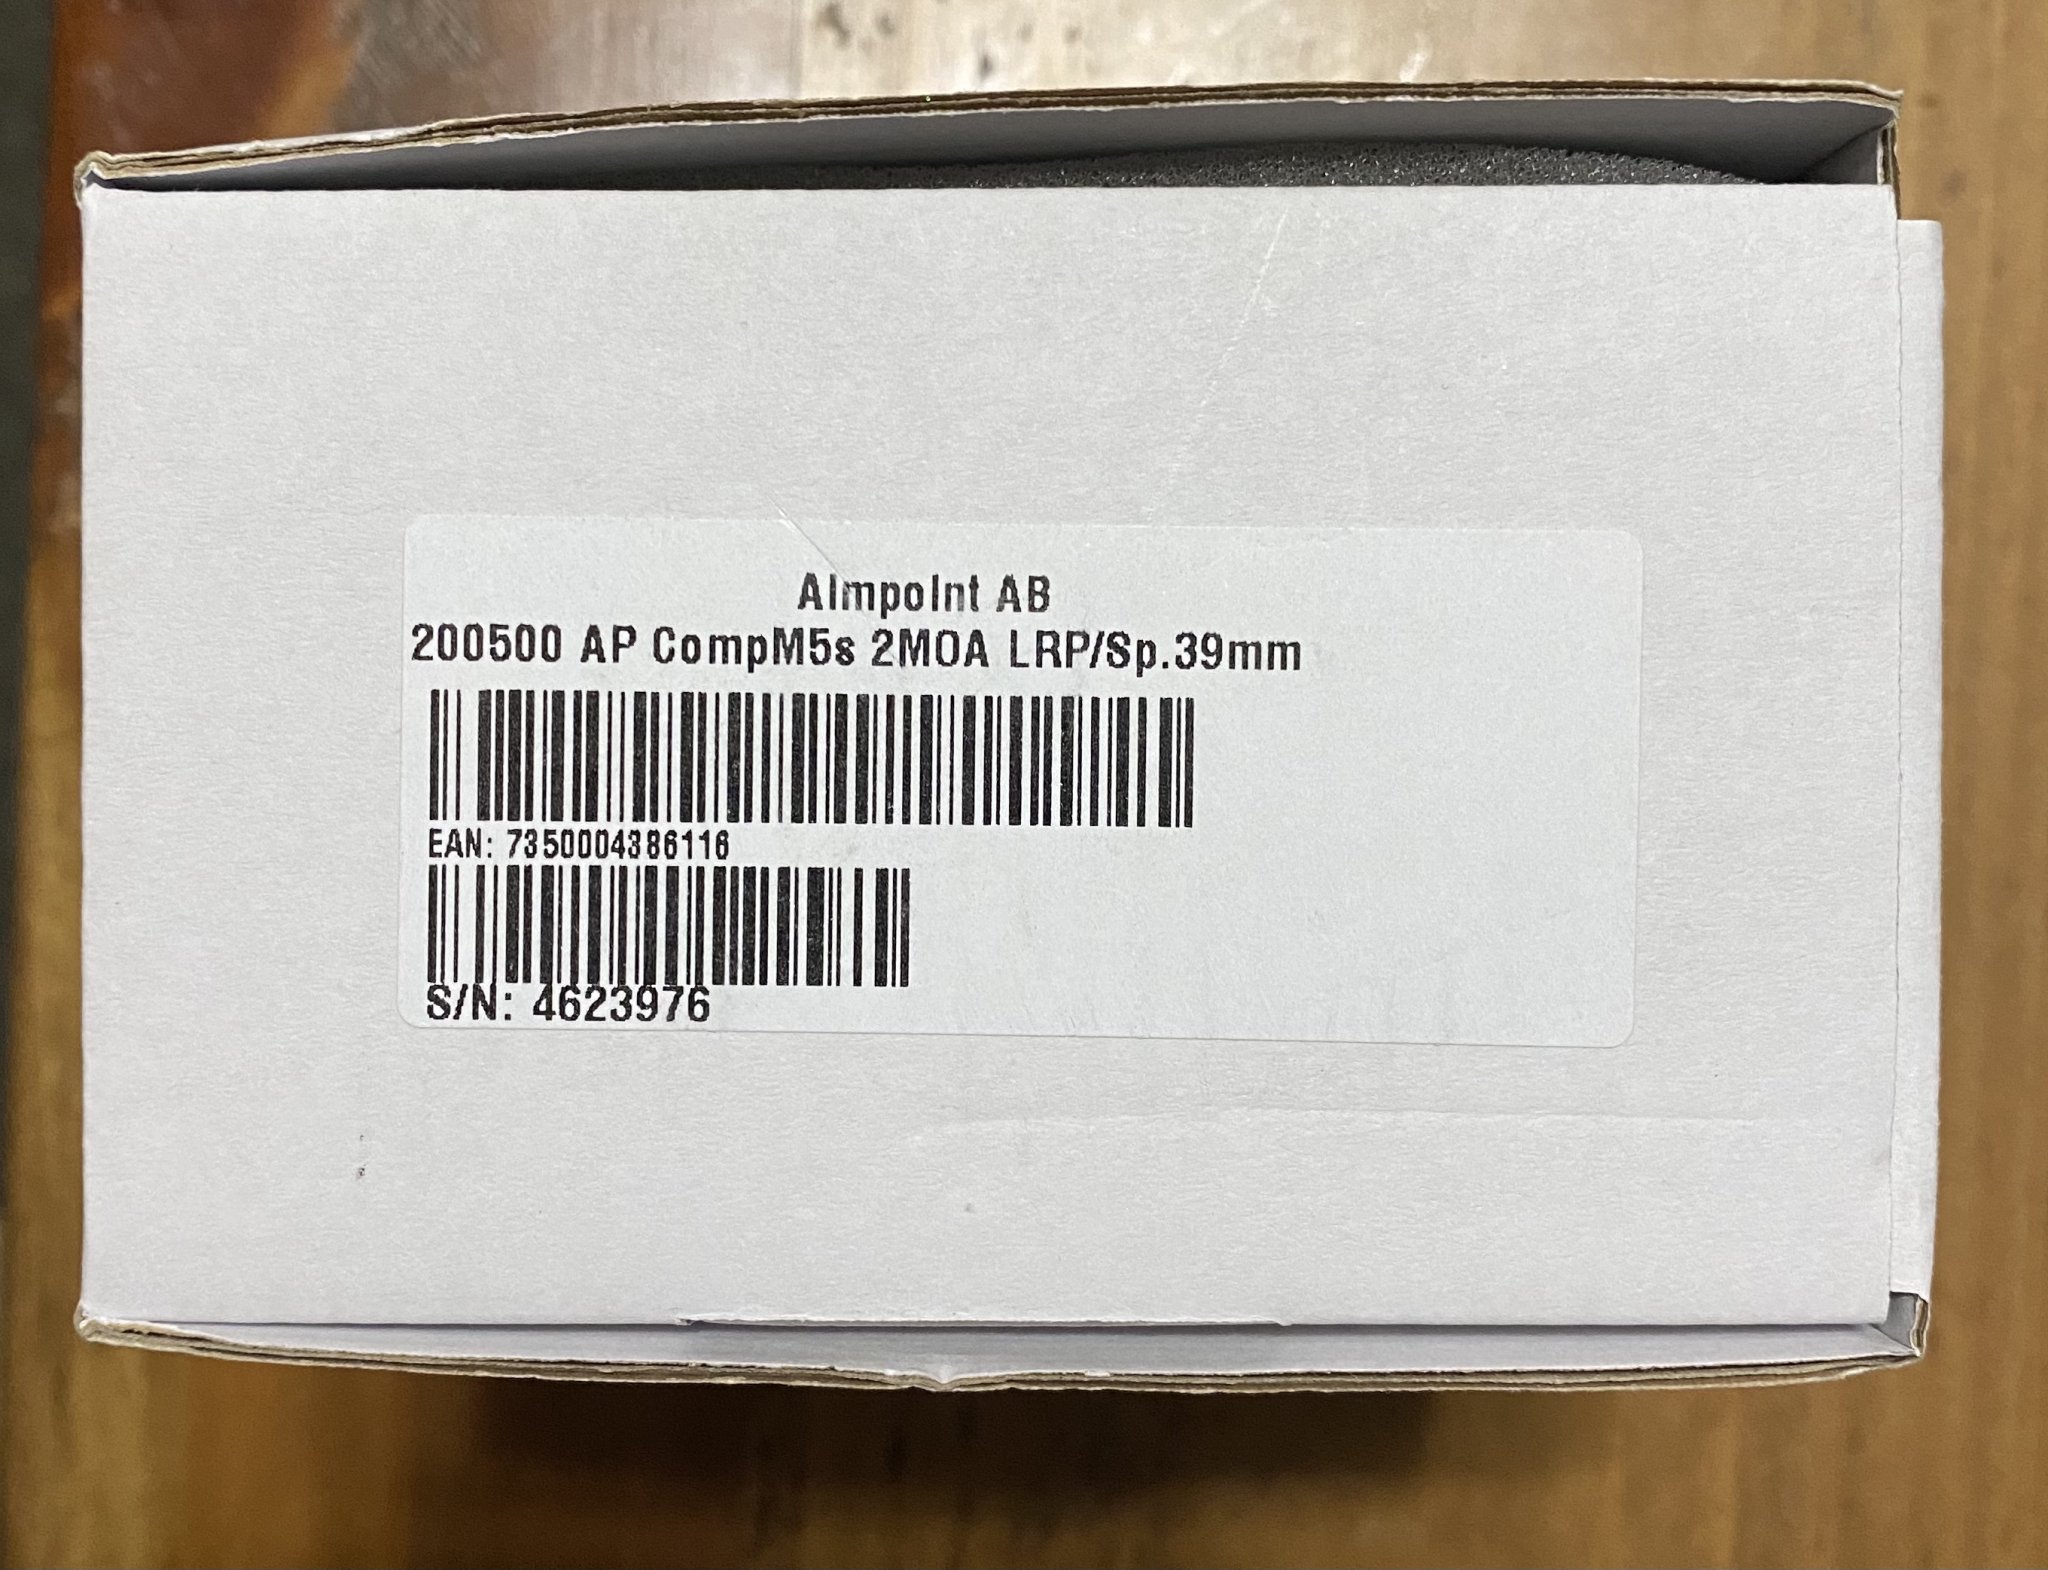 Aimpoint AB
200500 AP CompM5s 2MOA LRP/Sp.39mm
EAN: 7350004386116
S/N: 4623976